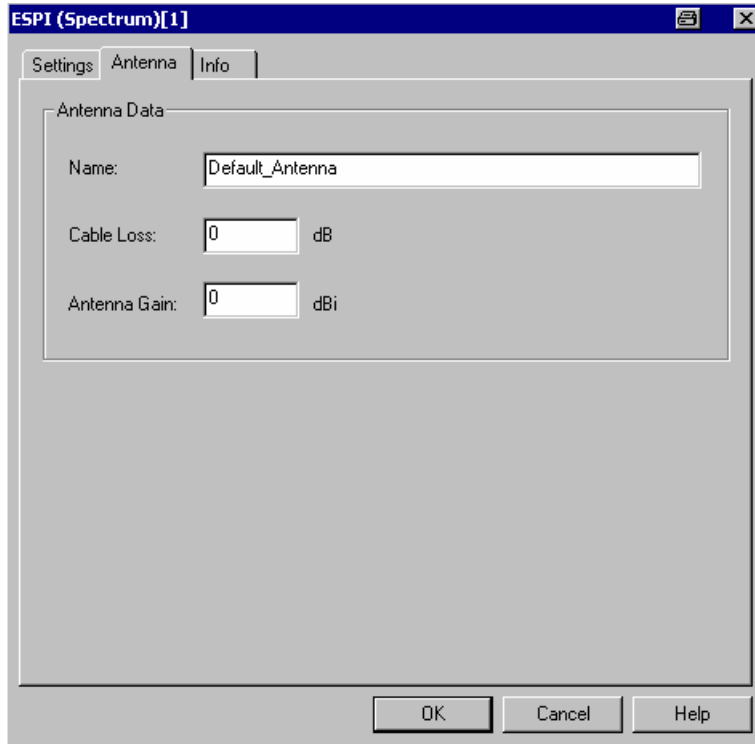 ESPI (Spectrum)[1]
Settings Antenna Info
Antenna Data
Name: Default_Antenna
Cable Loss: 0 dB
Antenna Gain: 0 dBi
OK Cancel Help